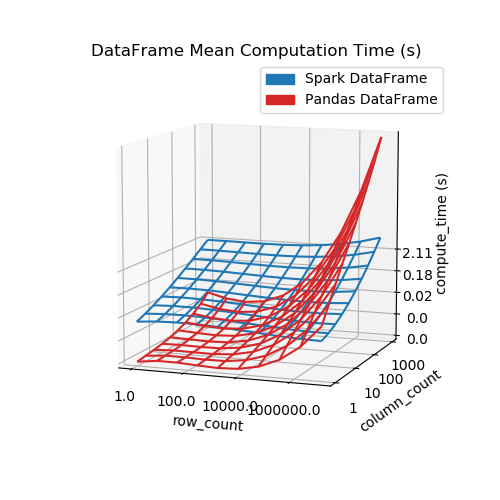 DataFrame Mean Computation Time (s)
Spark DataFrame
Pandas DataFrame
compute_time (s)
2.11
0.18
0.02
0.0
0.0
1000
100
10
1
column_count
1.0
100.0
10000.0
1000000.0
row_count